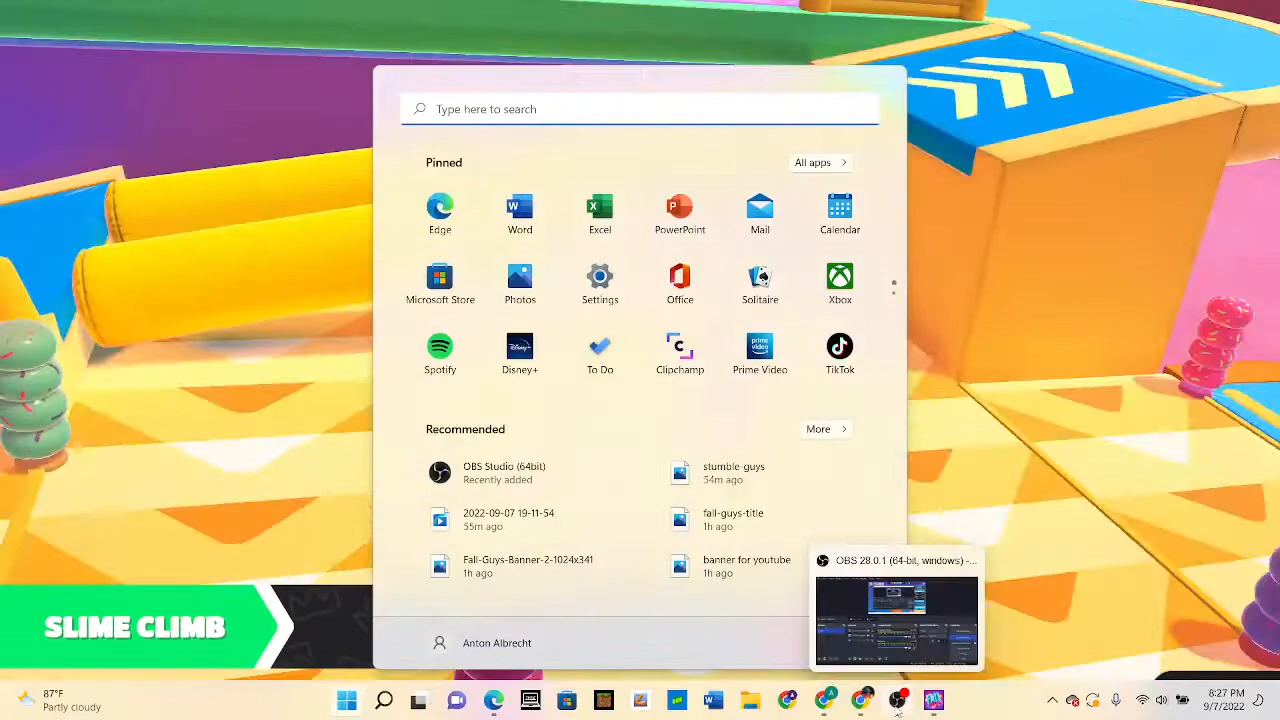 Type here to search
Pinned
All apps
Edge
Word
Excel
PowerPoint
Mail
Calendar
Microsoft Store
Photos
Settings
Office
Solitaire
Xbox
Spotify
Disney+
To Do
Clipchamp
Prime Video
TikTok
Recommended
More
OBS Studio (64bit)
Recently added
stumble-guys
54m ago
2022-09-07 19-11-54
55m ago
fall-guys-title
1h ago
Fall-Guys-Banner-2-1024x341
1h ago
banner for youtube
1h ago
OBS 28.0.1 (64-bit, windows) -...
87°F
Partly cloudy
8:27 PM
9/7/2022